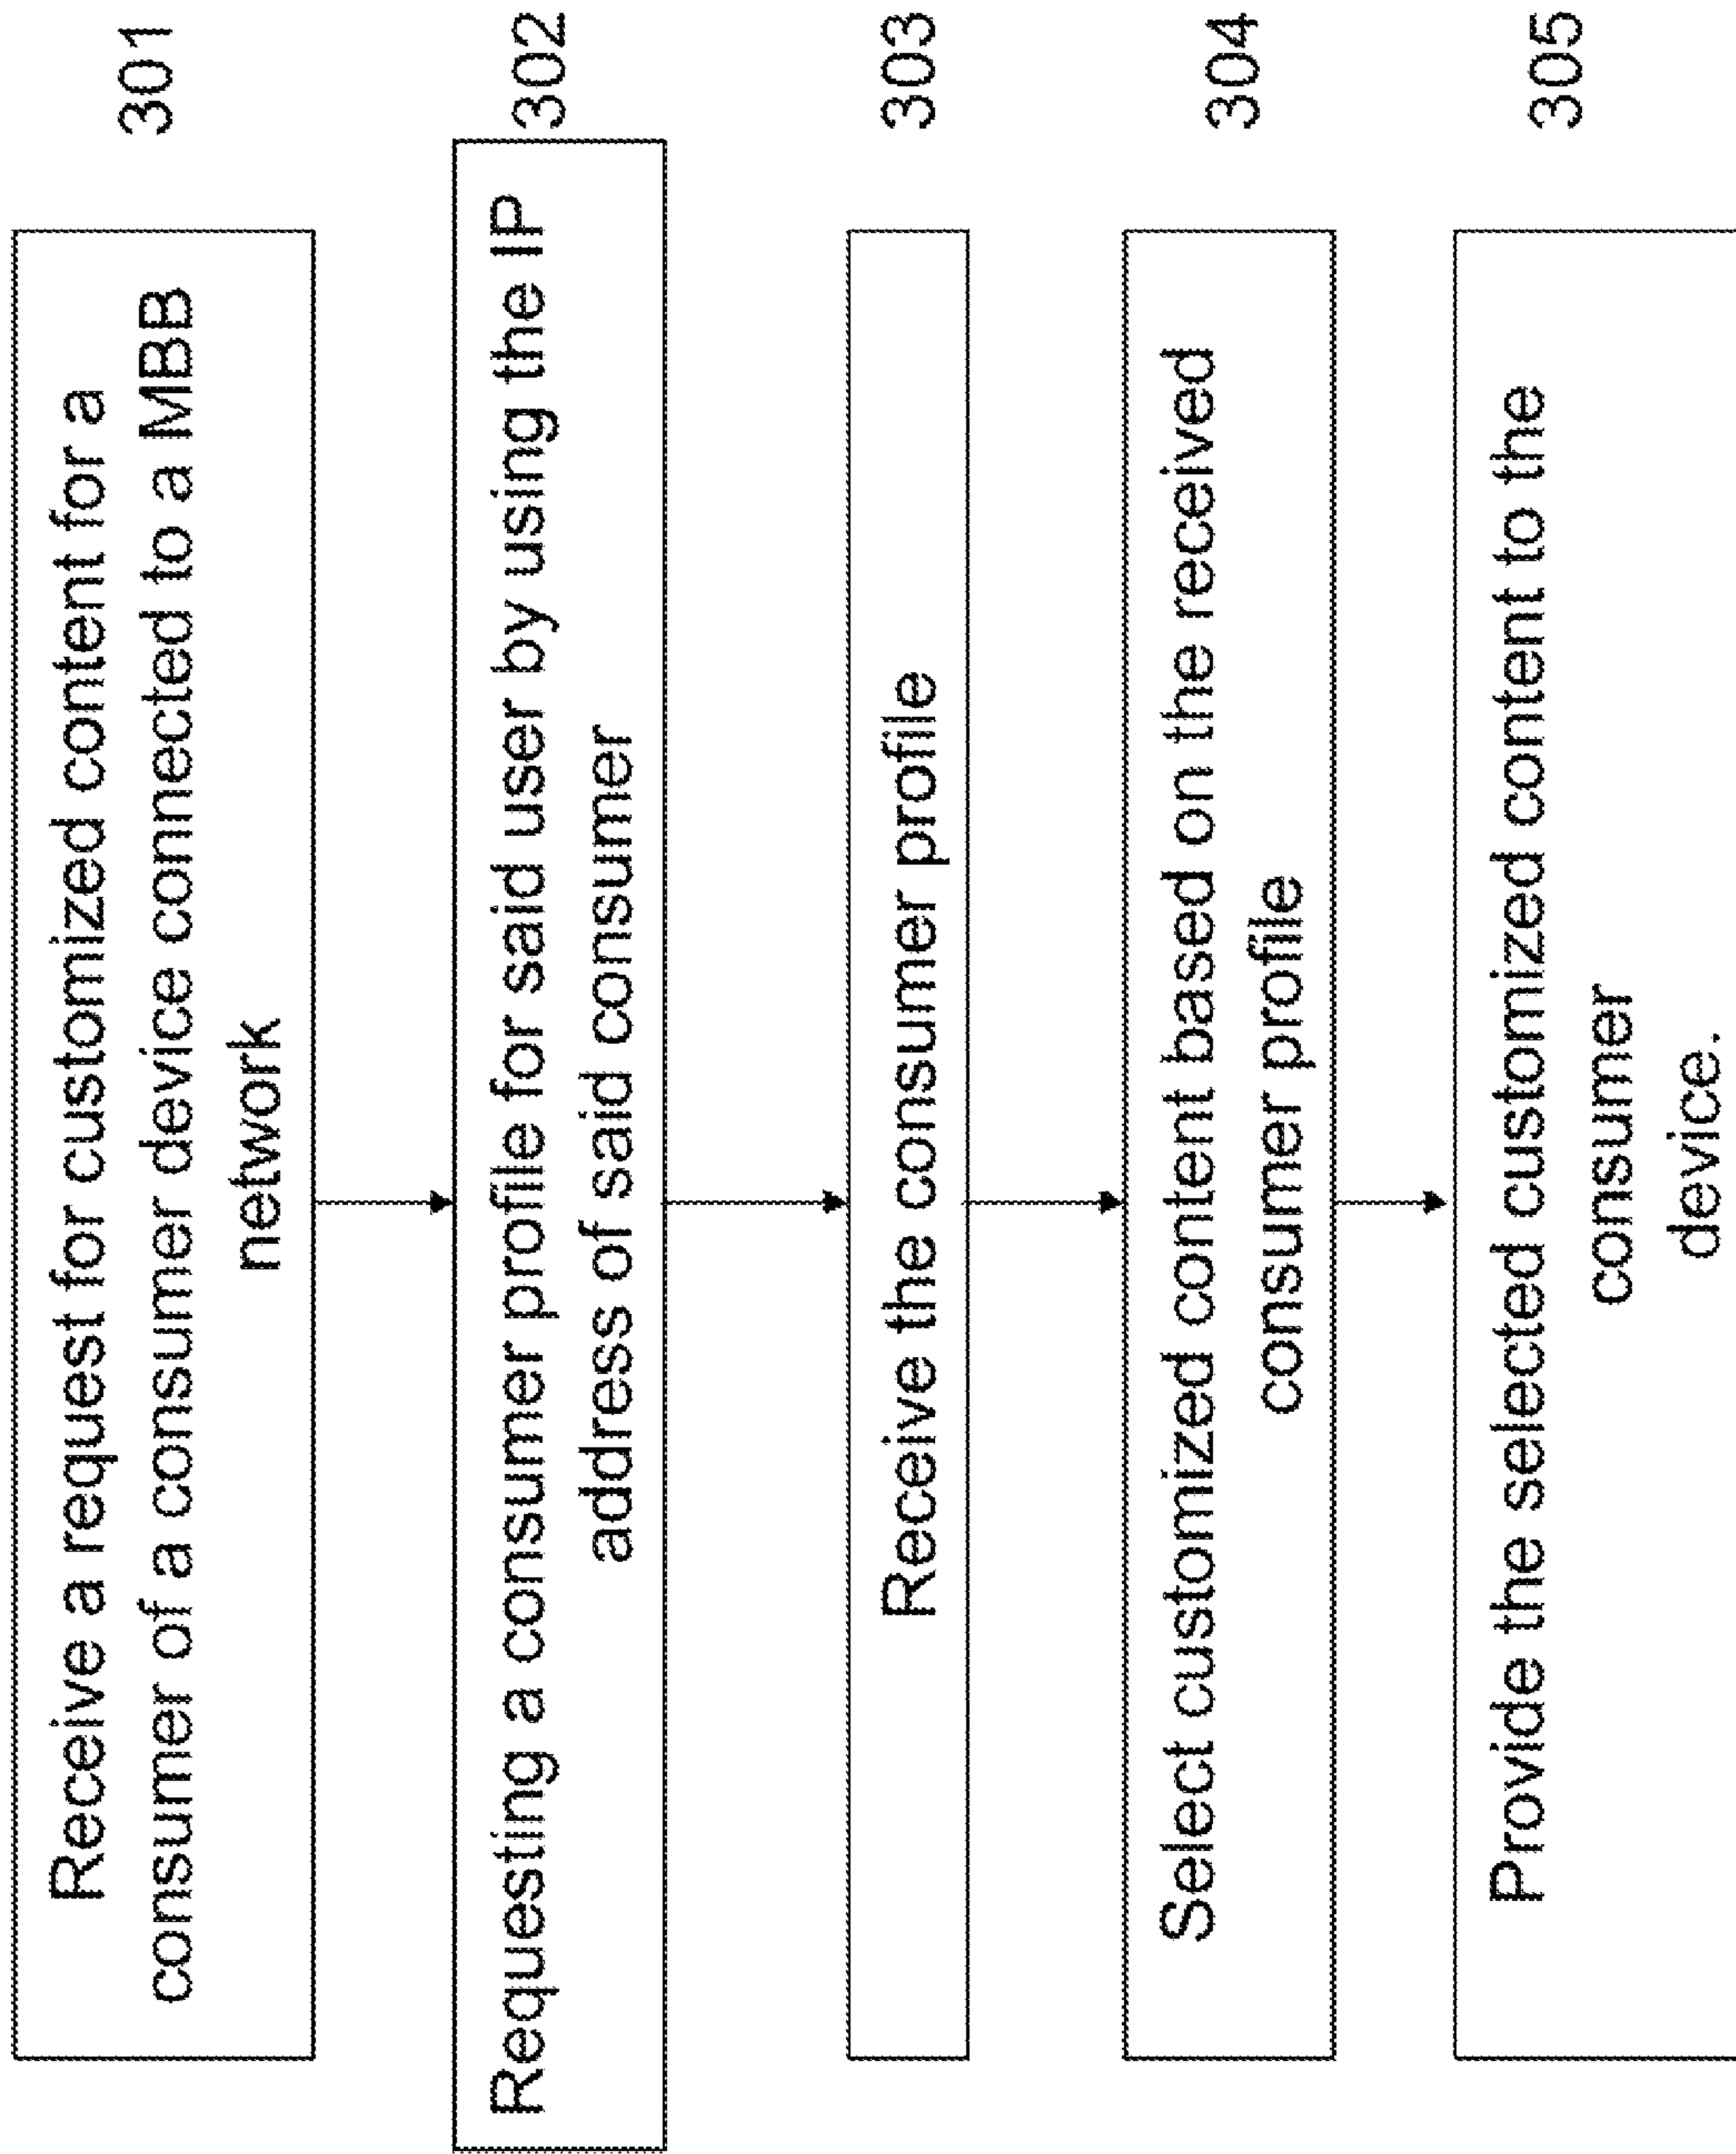 Receive a request for customized content for a
consumer of a consumer device connected to a MBB
network
301
Requesting a consumer profile for said user by using the IP
address of said consumer
302
Receive the consumer profile
303
Select customized content based on the received
consumer profile
304
Provide the selected customized content to the
consumer
device.
305